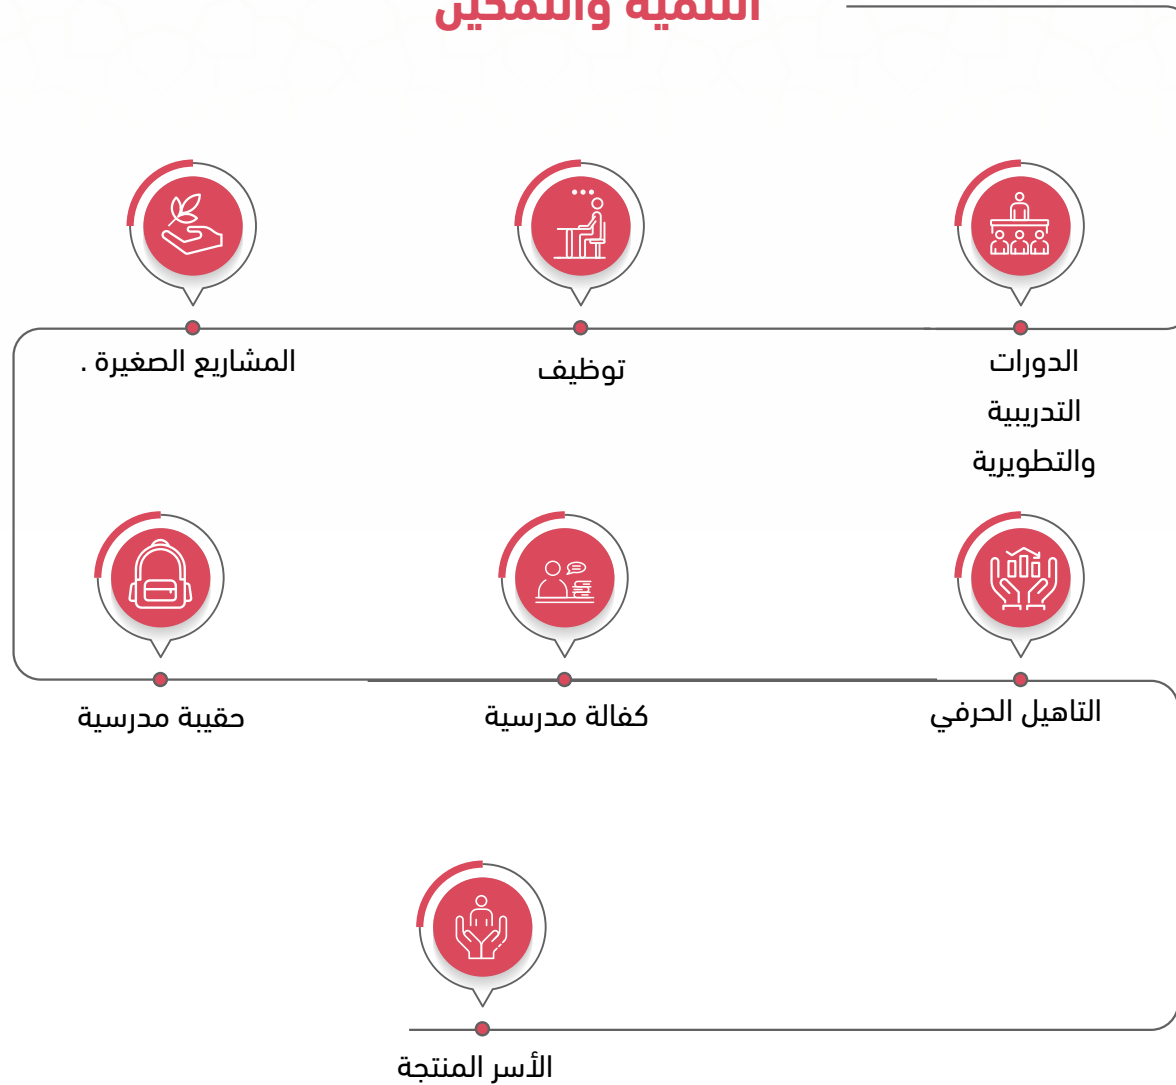 التنمية والتمكين
الدورات
التدريبية
والتطويرية
توظيف
المشاريع الصغيرة .
حقيبة مدرسية
كفالة مدرسية
التاهيل الحرفي
الأسر المنتجة